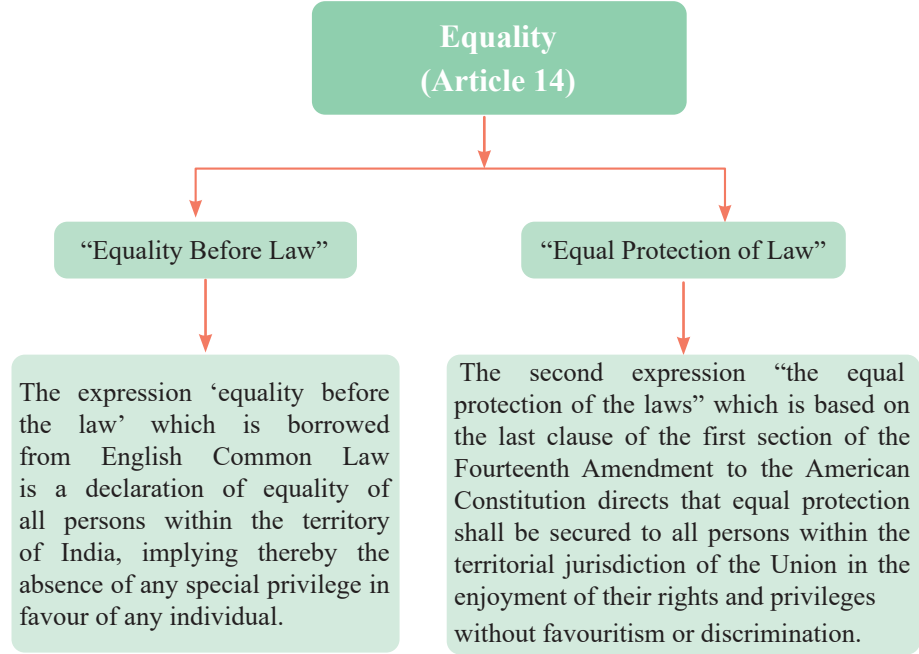 Equality
(Article 14)
“Equality Before Law”
“Equal Protection of Law”
The expression ‘equality before
the law’ which is borrowed
from English Common Law
is a declaration of equality of
all persons within the territory
of India, implying thereby the
absence of any special privilege in
favour of any individual.
The second expression “the equal
protection of the laws” which is based on
the last clause of the first section of the
Fourteenth Amendment to the American
Constitution directs that equal protection
shall be secured to all persons within the
territorial jurisdiction of the Union in the
enjoyment of their rights and privileges
without favouritism or discrimination.